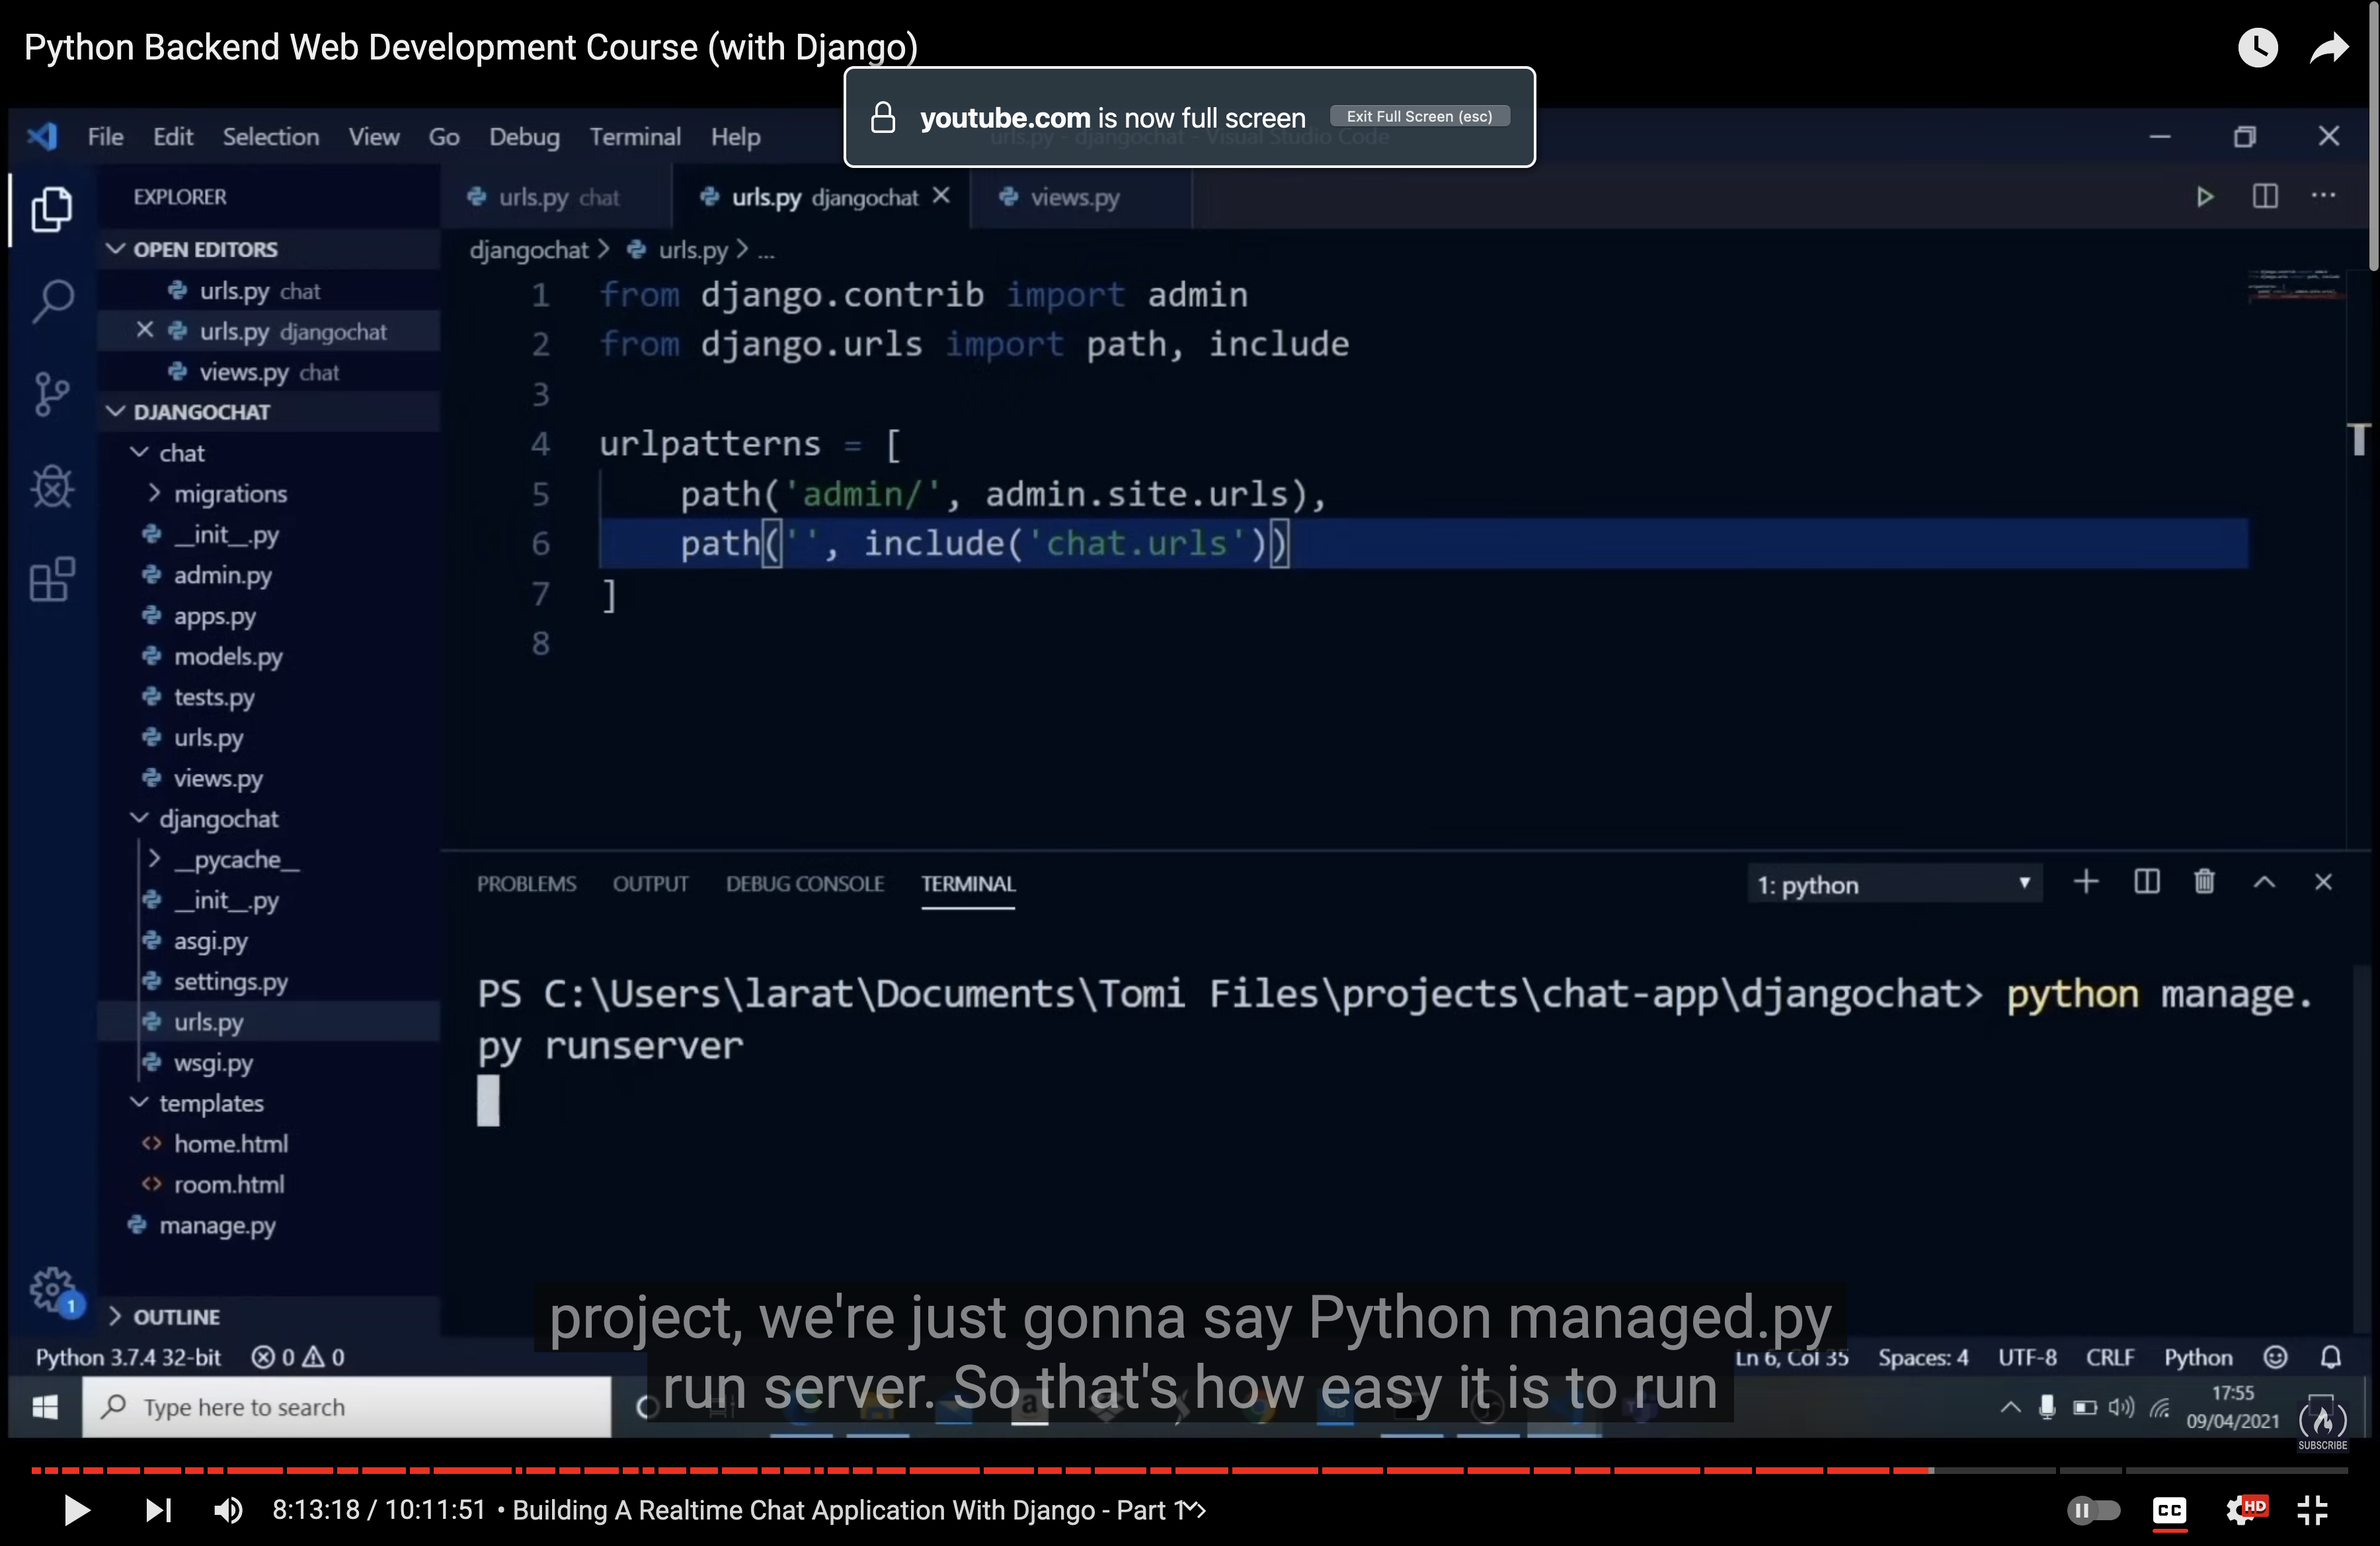 Python Backend Web Development Course (with Django)
youtube.com is now full screen
Exit Full Screen (esc)
File Edit Selection View Go Debug Terminal Help
urls.py - djangochat - Visual Studio Code
EXPLORER
OPEN EDITORS
urls.py chat
urls.py djangochat
views.py chat
DJANGOCHAT
chat
migrations
__init__.py
admin.py
apps.py
models.py
tests.py
urls.py
views.py
djangochat
__pycache__
__init__.py
asgi.py
settings.py
urls.py
wsgi.py
templates
home.html
room.html
manage.py
OUTLINE
urls.py chat
urls.py djangochat
views.py
djangochat > urls.py > ...
1 from django.contrib import admin
2 from django.urls import path, include
3
4 urlpatterns = [
5 path('admin/', admin.site.urls),
6 path('', include('chat.urls'))
7 ]
8
T
PROBLEMS OUTPUT DEBUG CONSOLE TERMINAL
1: python
PS C:\Users\larat\Documents\Tomi Files\projects\chat-app\djangochat> python manage.
py runserver
project, we're just gonna say Python managed.py
run server. So that's how easy it is to run
1
Python 3.7.4 32-bit 0 0
Ln 6, Col 35 Spaces: 4 UTF-8 CRLF Python
Type here to search
a
17:55
09/04/2021
SUBSCRIBE
8:13:18 / 10:11:51 • Building A Realtime Chat Application With Django - Part 1
CC
HD